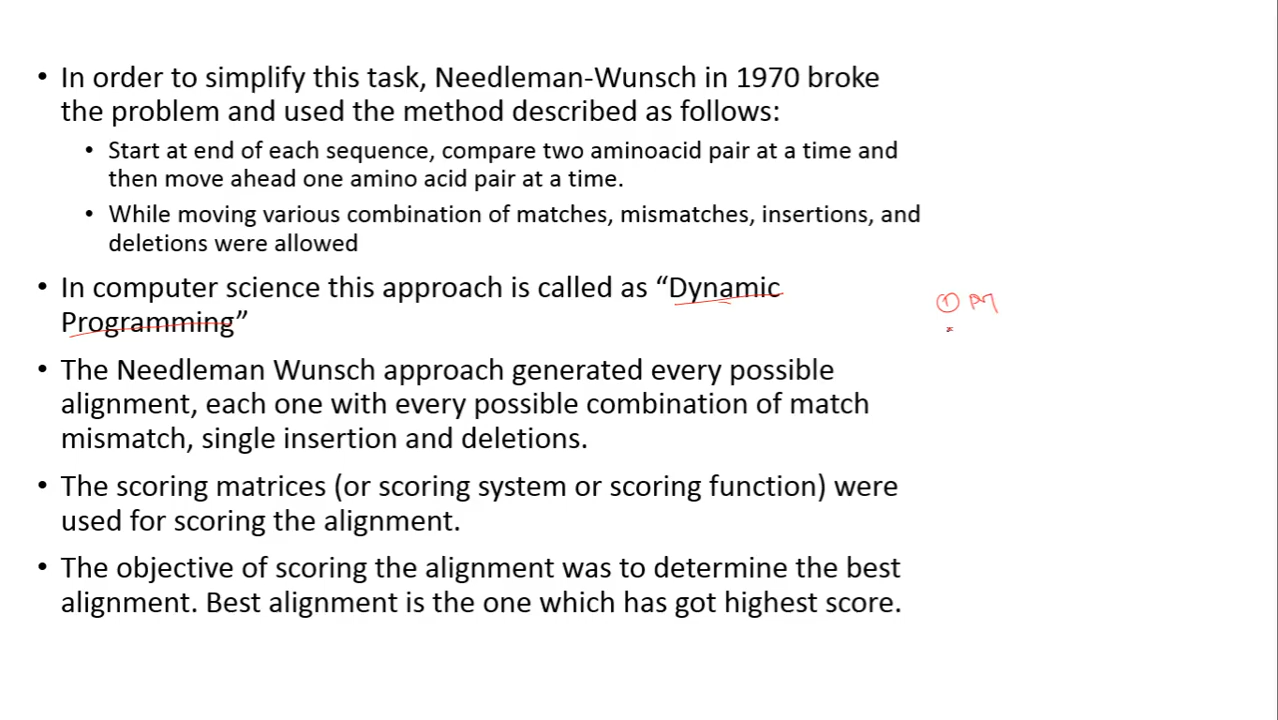 • In order to simplify this task, Needleman-Wunsch in 1970 broke
the problem and used the method described as follows:
• Start at end of each sequence, compare two aminoacid pair at a time and
then move ahead one amino acid pair at a time.
• While moving various combination of matches, mismatches, insertions, and
deletions were allowed
• In computer science this approach is called as “Dynamic
Programming”
①
• The Needleman Wunsch approach generated every possible
alignment, each one with every possible combination of match
mismatch, single insertion and deletions.
• The scoring matrices (or scoring system or scoring function) were
used for scoring the alignment.
• The objective of scoring the alignment was to determine the best
alignment. Best alignment is the one which has got highest score.